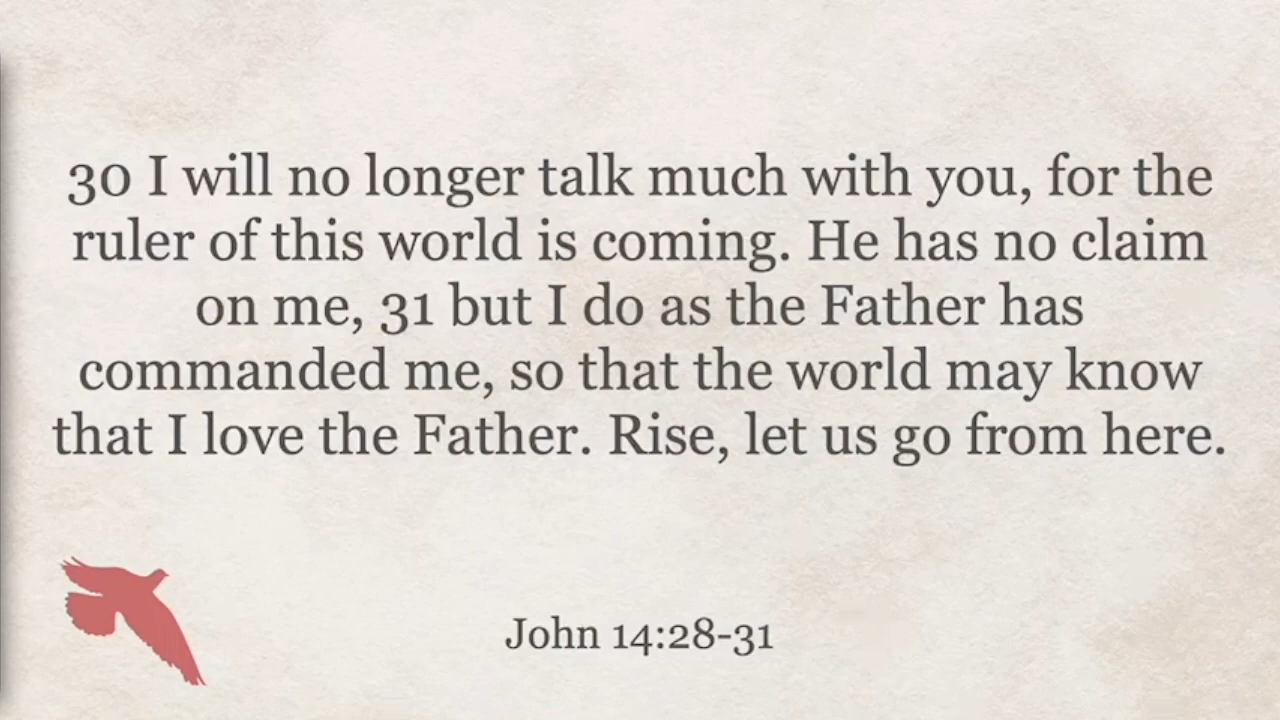 30 I will no longer talk much with you, for the
ruler of this world is coming. He has no claim
on me, 31 but I do as the Father has
commanded me, so that the world may know
that I love the Father. Rise, let us go from here.
John 14:28-31